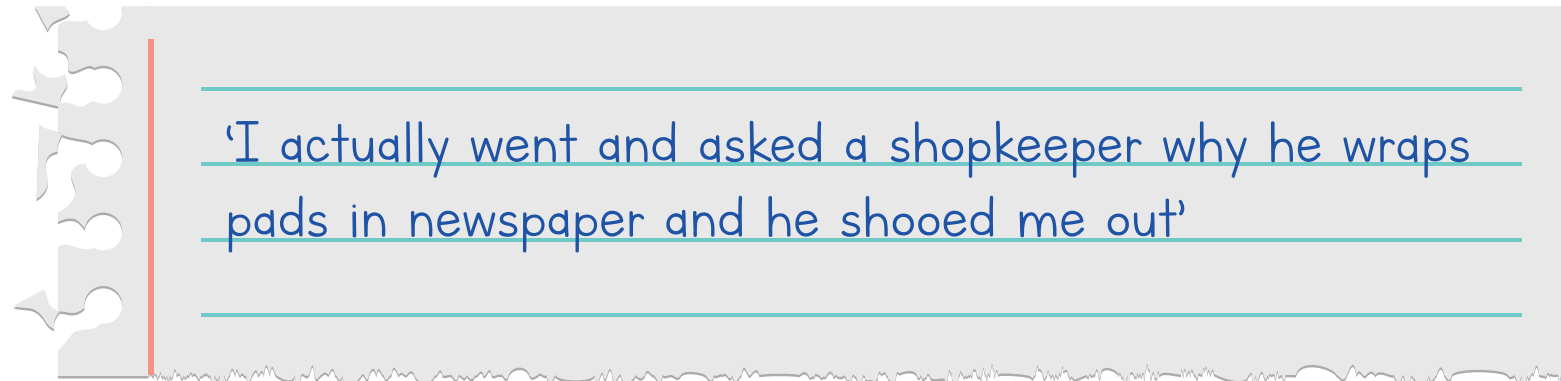 ‘I actually went and asked a shopkeeper why he wraps
pads in newspaper and he shooed me out’